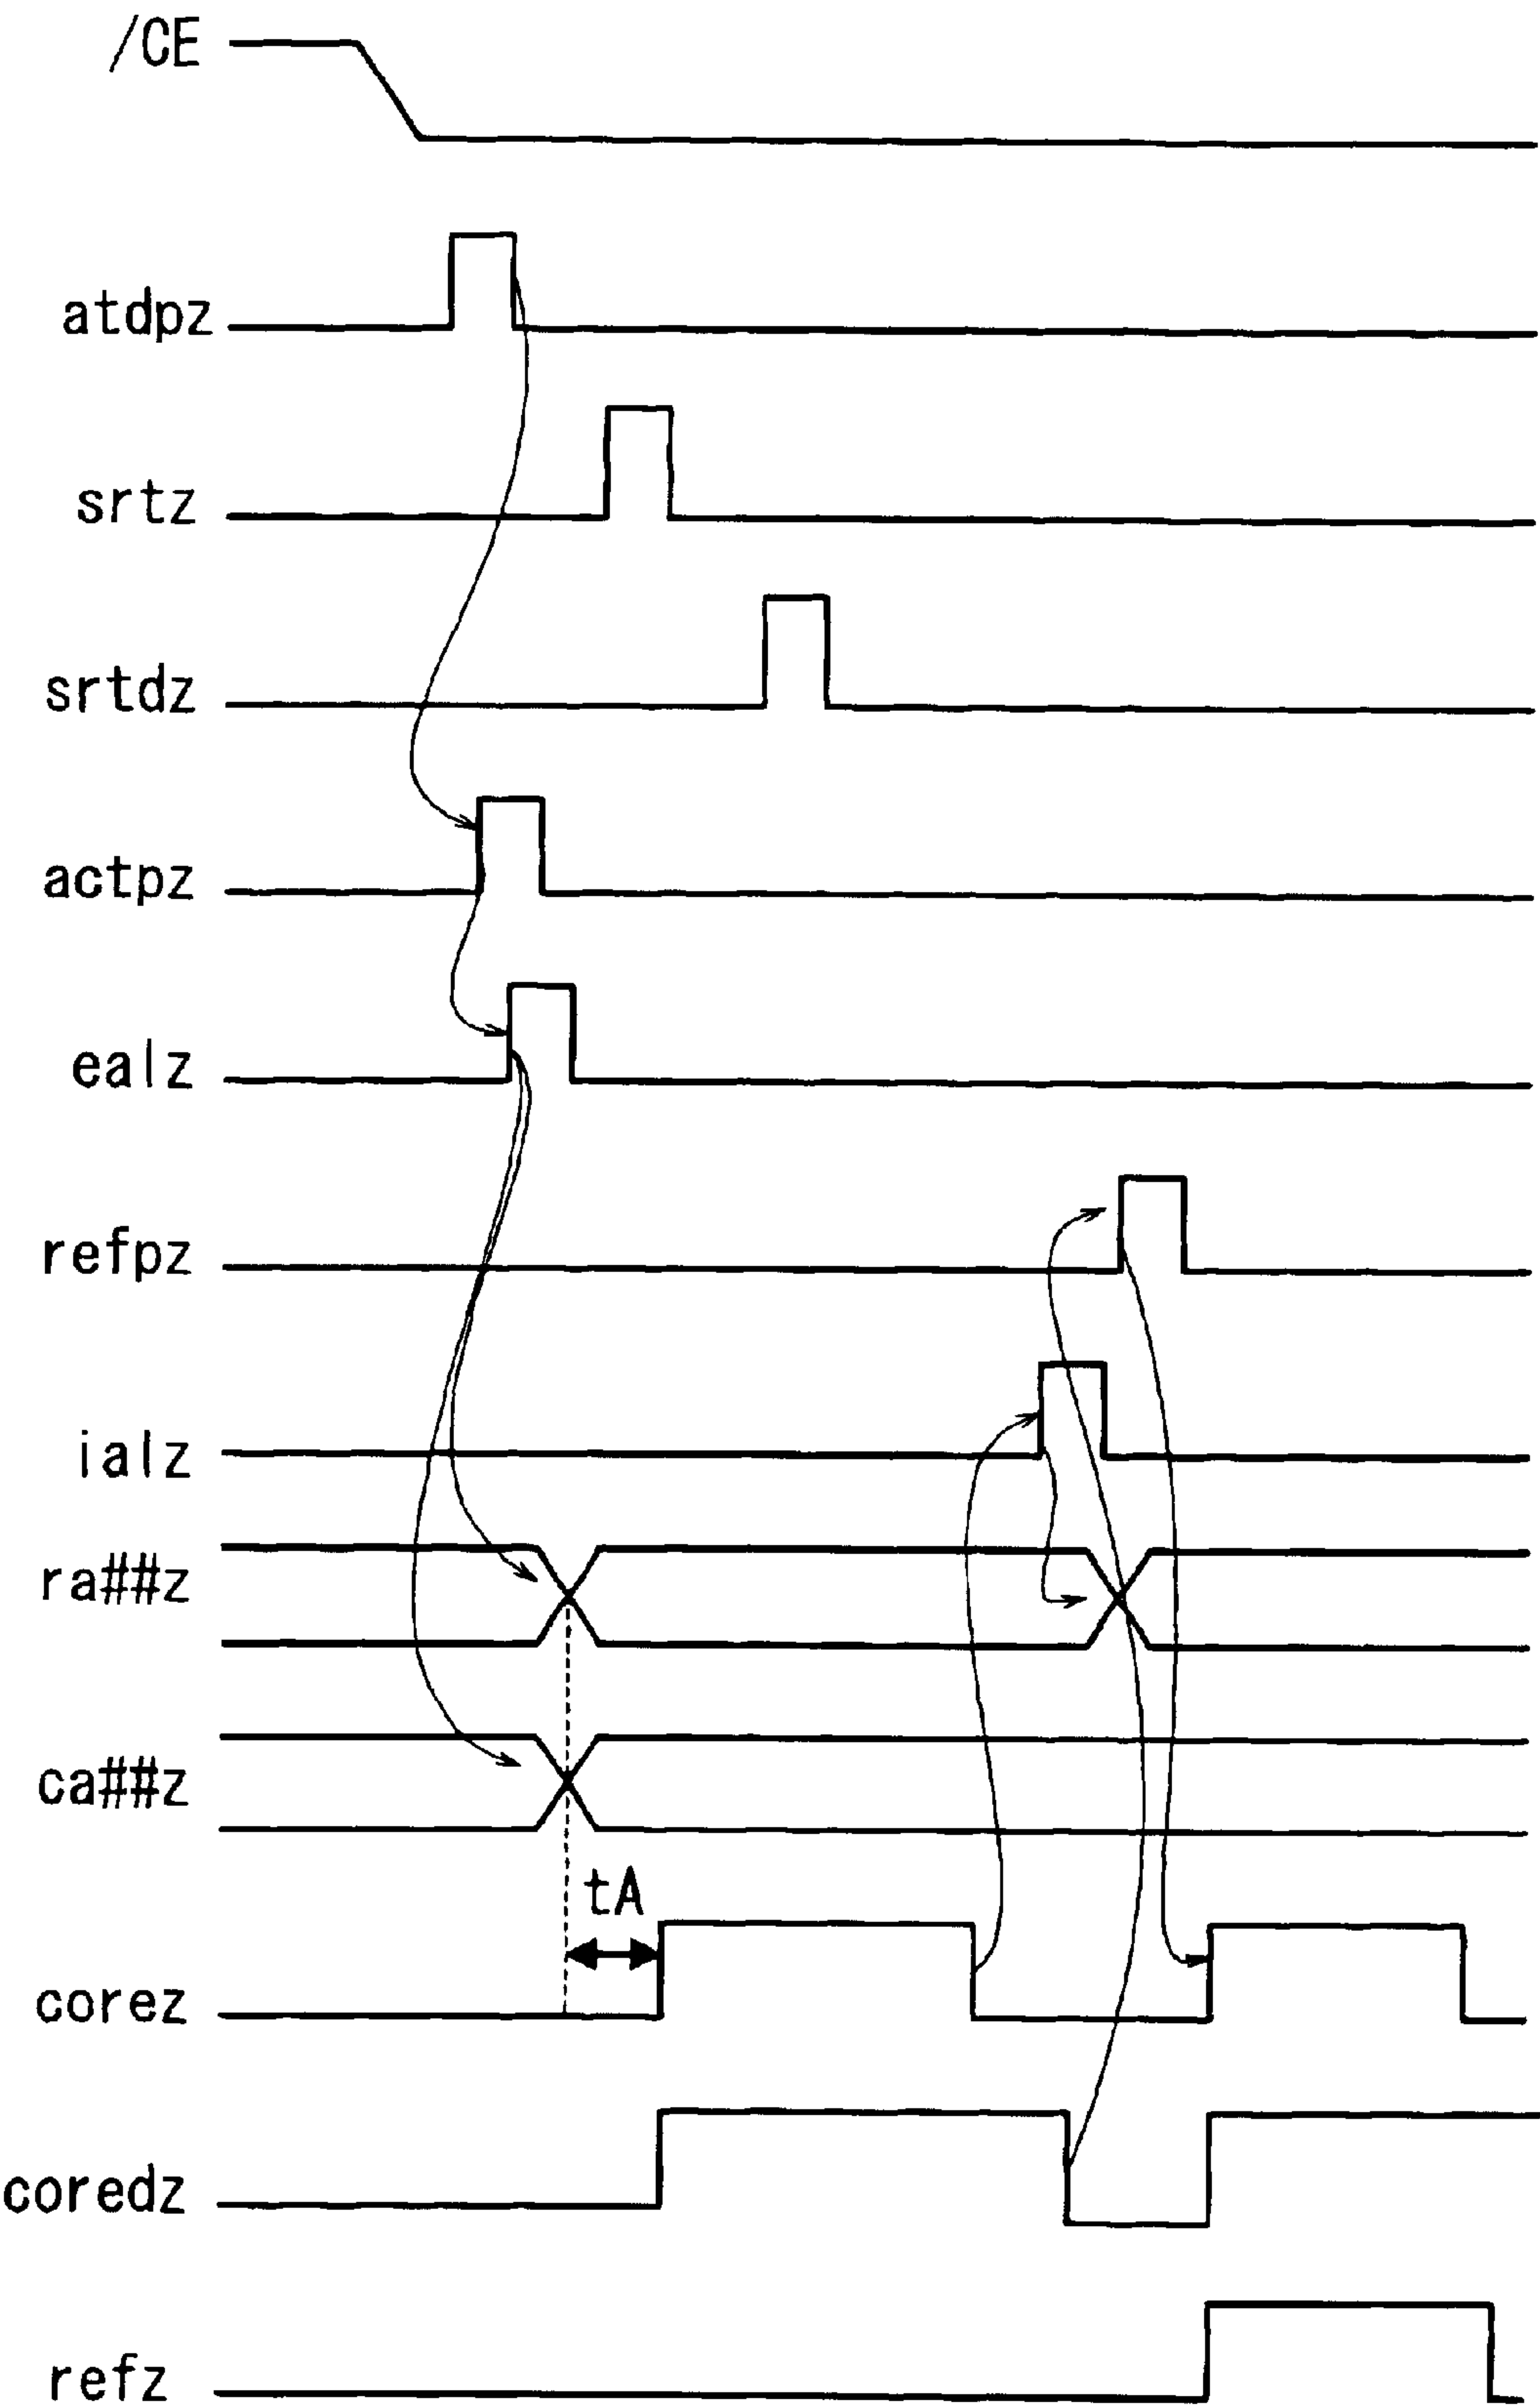 /CE
atdpz
srtz
srtdz
actpz
ealz
refpz
ialz
ra##z
ca##z
tA
corez
coredz
refz